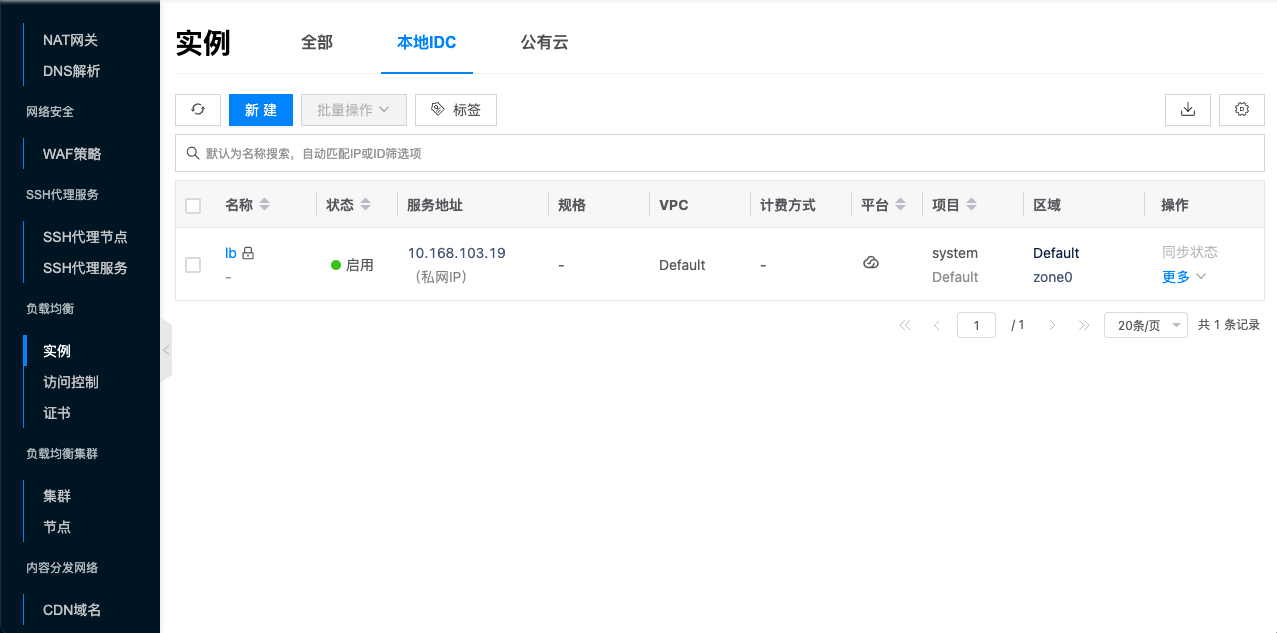 NAT网关
DNS解析
网络安全
WAF策略
SSH代理服务
SSH代理节点
SSH代理服务
负载均衡
实例
访问控制
证书
负载均衡集群
集群
节点
内容分发网络
CDN域名
实例 全部 本地IDC 公有云
新 建 批量操作 标签
默认为名称搜索，自动匹配IP或ID筛选项
名称 状态 服务地址 规格 VPC 计费方式 平台 项目 区域 操作
lb 启用 10.168.103.19 - Default - system Default 同步状态
- （私网IP） Default zone0 更多
1 / 1 20条/页 共 1 条记录